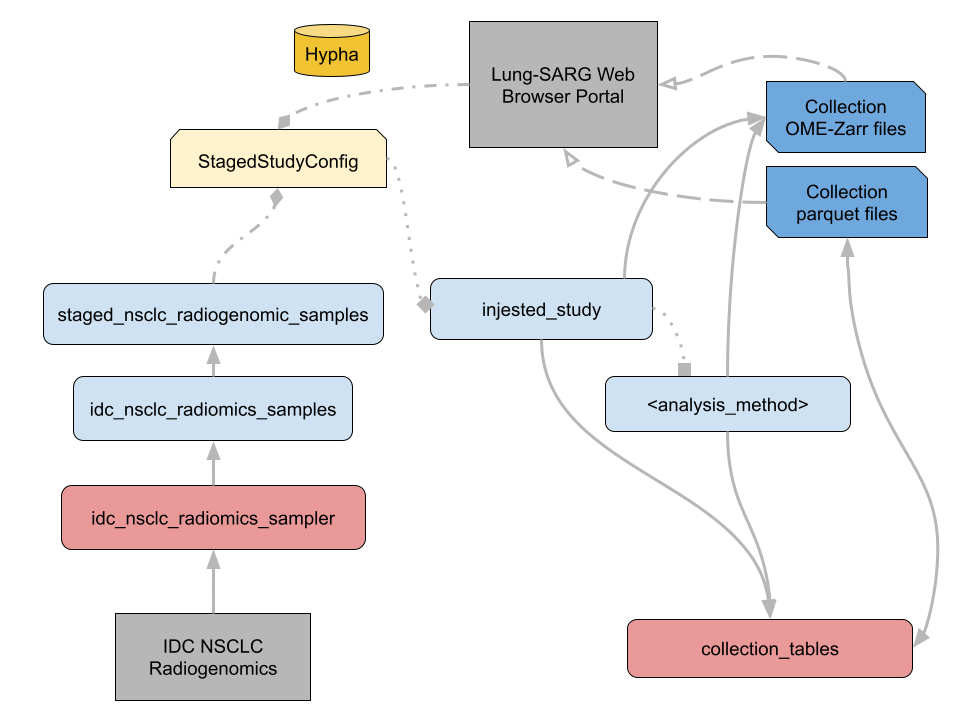 Hypha
Lung-SARG Web
Browser Portal
Collection
OME-Zarr files
StagedStudyConfig
Collection
parquet files
staged_nsclc_radiogenomic_samples
injested_study
idc_nsclc_radiomics_samples
<analysis_method>
idc_nsclc_radiomics_sampler
IDC NSCLC
Radiogenomics
collection_tables